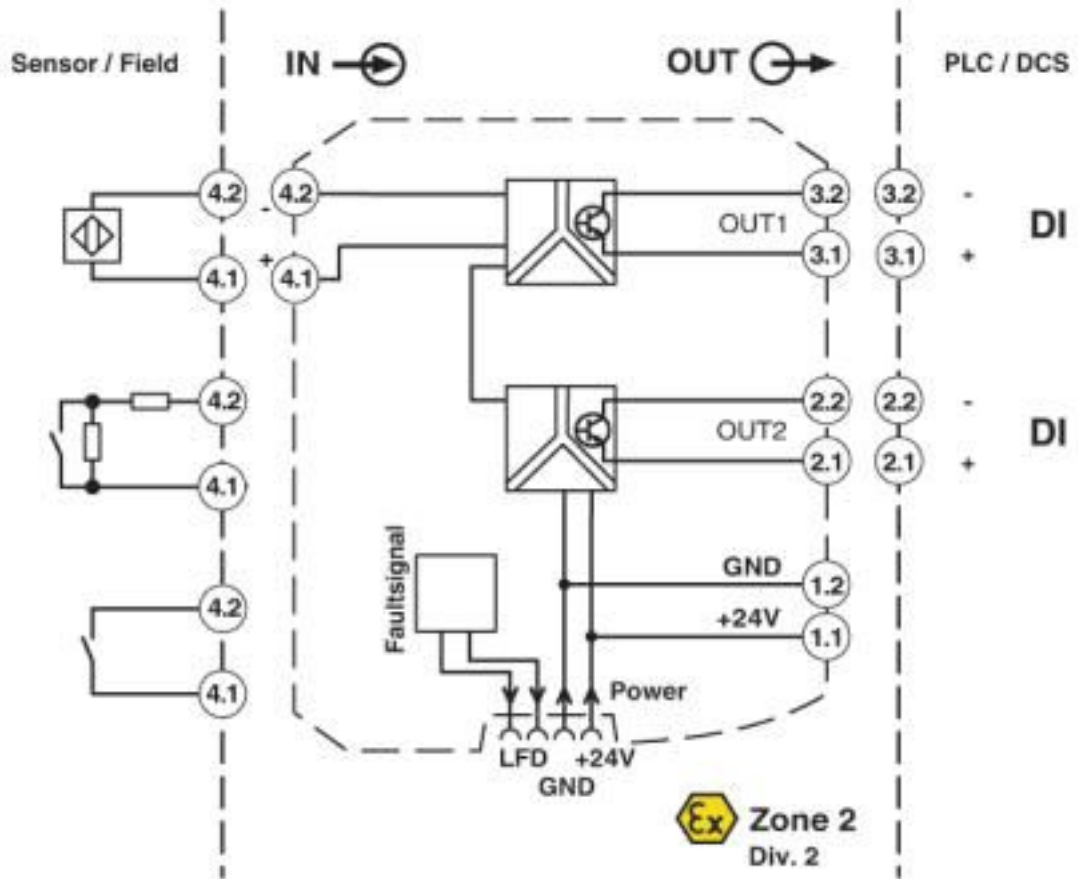 Sensor / Field IN OUT PLC / DCS
4.2 4.2 3.2 3.2 -
- OUT1 DI
+ 3.1 3.1 +
4.1 4.1
4.2 2.2 2.2 -
OUT2 DI
4.1 2.1 2.1 +
Faultsignal
GND 1.2
4.2 +24V 1.1
4.1 Power
LFD +24V
GND
Ex Zone 2
Div. 2